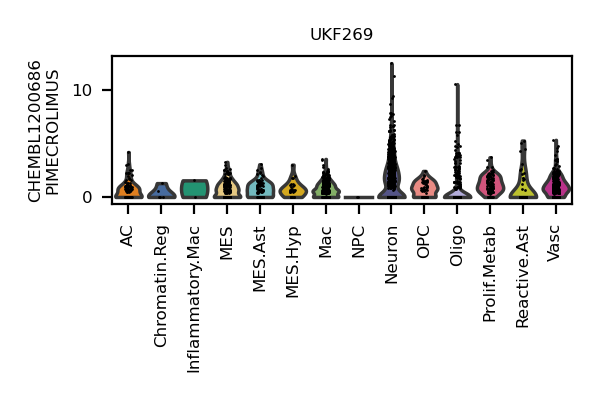 UKF269
CHEMBL1200686
PIMECROLIMUS
10
0
AC
Chromatin.Reg
Inflammatory.Mac
MES
MES.Ast
MES.Hyp
Mac
NPC
Neuron
OPC
Oligo
Prolif.Metab
Reactive.Ast
Vasc